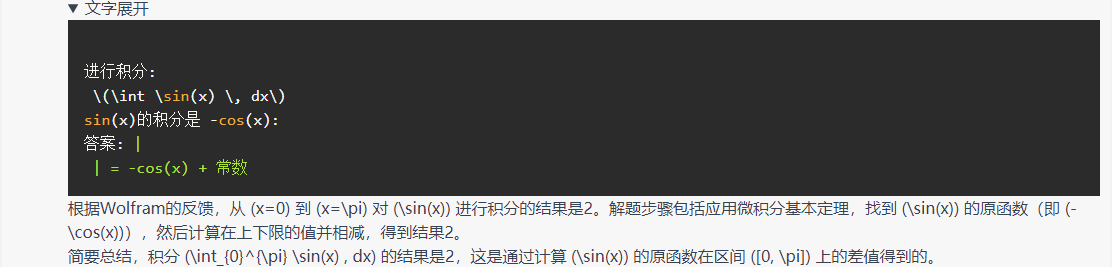 ▼ 文字展开
进行积分：
\(\int \sin(x) \, dx\)
sin(x)的积分是 -cos(x):
答案: |
| = -cos(x) + 常数
根据Wolfram的反馈，从 (x=0) 到 (x=\pi) 对 (\sin(x)) 进行积分的结果是2。解题步骤包括应用微积分基本定理，找到 (\sin(x)) 的原函数（即 (-
\cos(x))），然后计算在上下限的值并相减，得到结果2。
简要总结，积分 (\int_{0}^{\pi} \sin(x) , dx) 的结果是2，这是通过计算 (\sin(x)) 的原函数在区间 ([0, \pi]) 上的差值得到的。